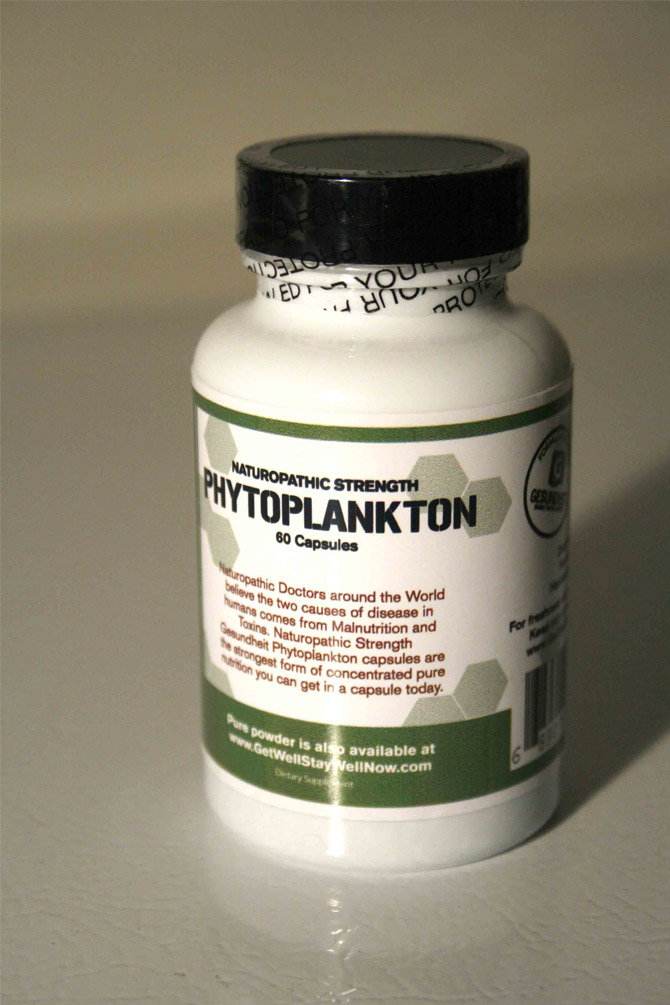 YOUR
NATUROPATHIC STRENGTH
PHYTOPLANKTON
60 Capsules
Naturopathic Doctors around the World
believe the two causes of disease in
humans comes from Malnutrition and
Toxins. Naturopathic Strength
Gesundheit Phytoplankton capsules are
the strongest form of concentrated pure
nutrition you can get in a capsule today.
Pure powder is also available at
www.GetWellStayWellNow.com
Dietary Supplement
For